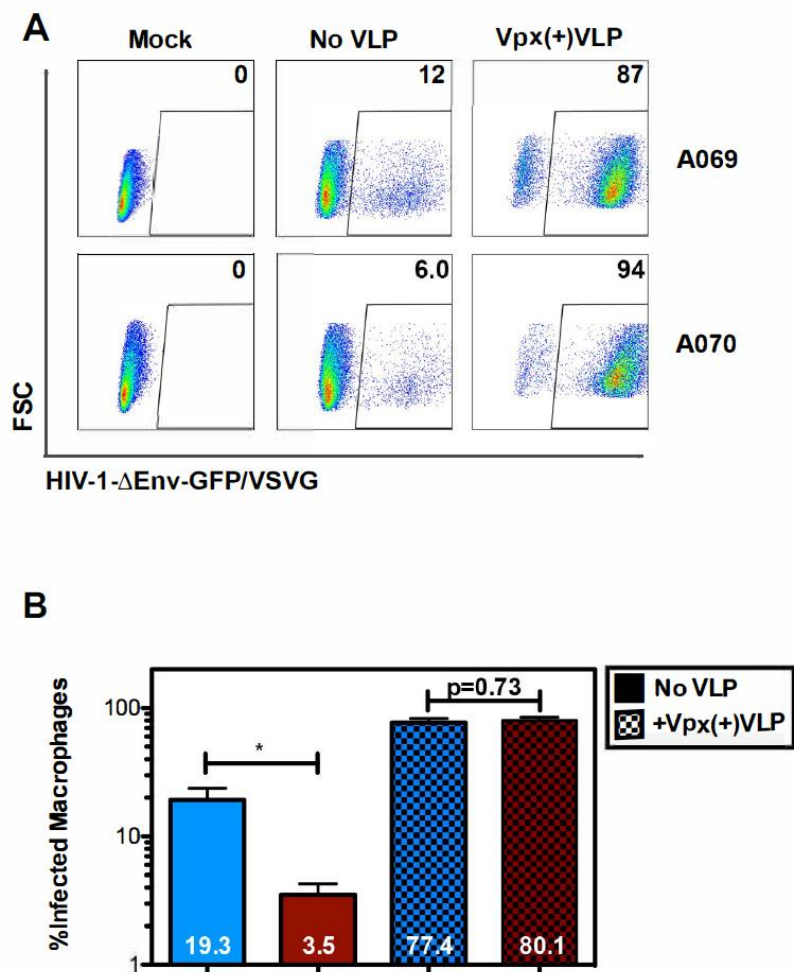 A
Mock No VLP Vpx(+)VLP
0 12 87
A069
0 6.0 94
A070
FSC
HIV-1-ΔEnv-GFP/VSVG
B
%Infected Macrophages
100
10
1
*
p=0.73
19.3 3.5 77.4 80.1
No VLP
+Vpx(+)VLP